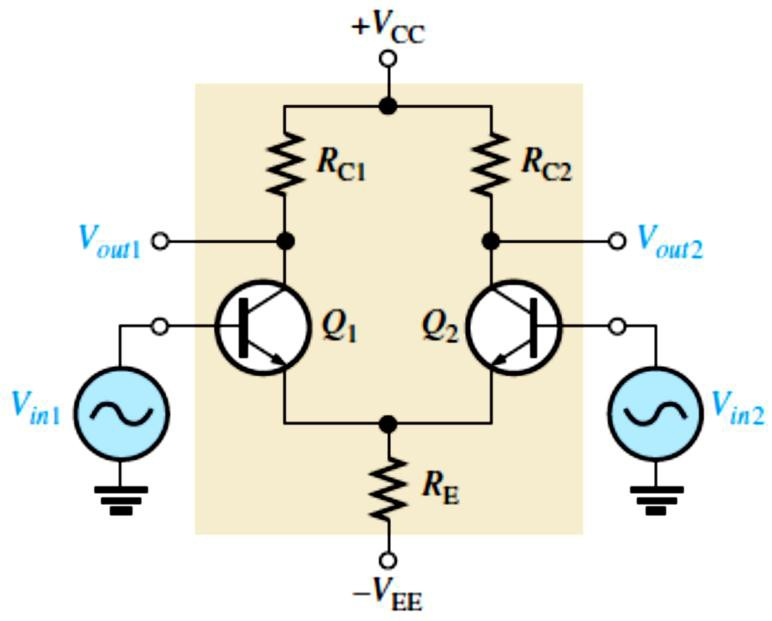 +VCC
RC1
RC2
Vout1
Vout2
Q1
Q2
Vin1
Vin2
RE
–VEE